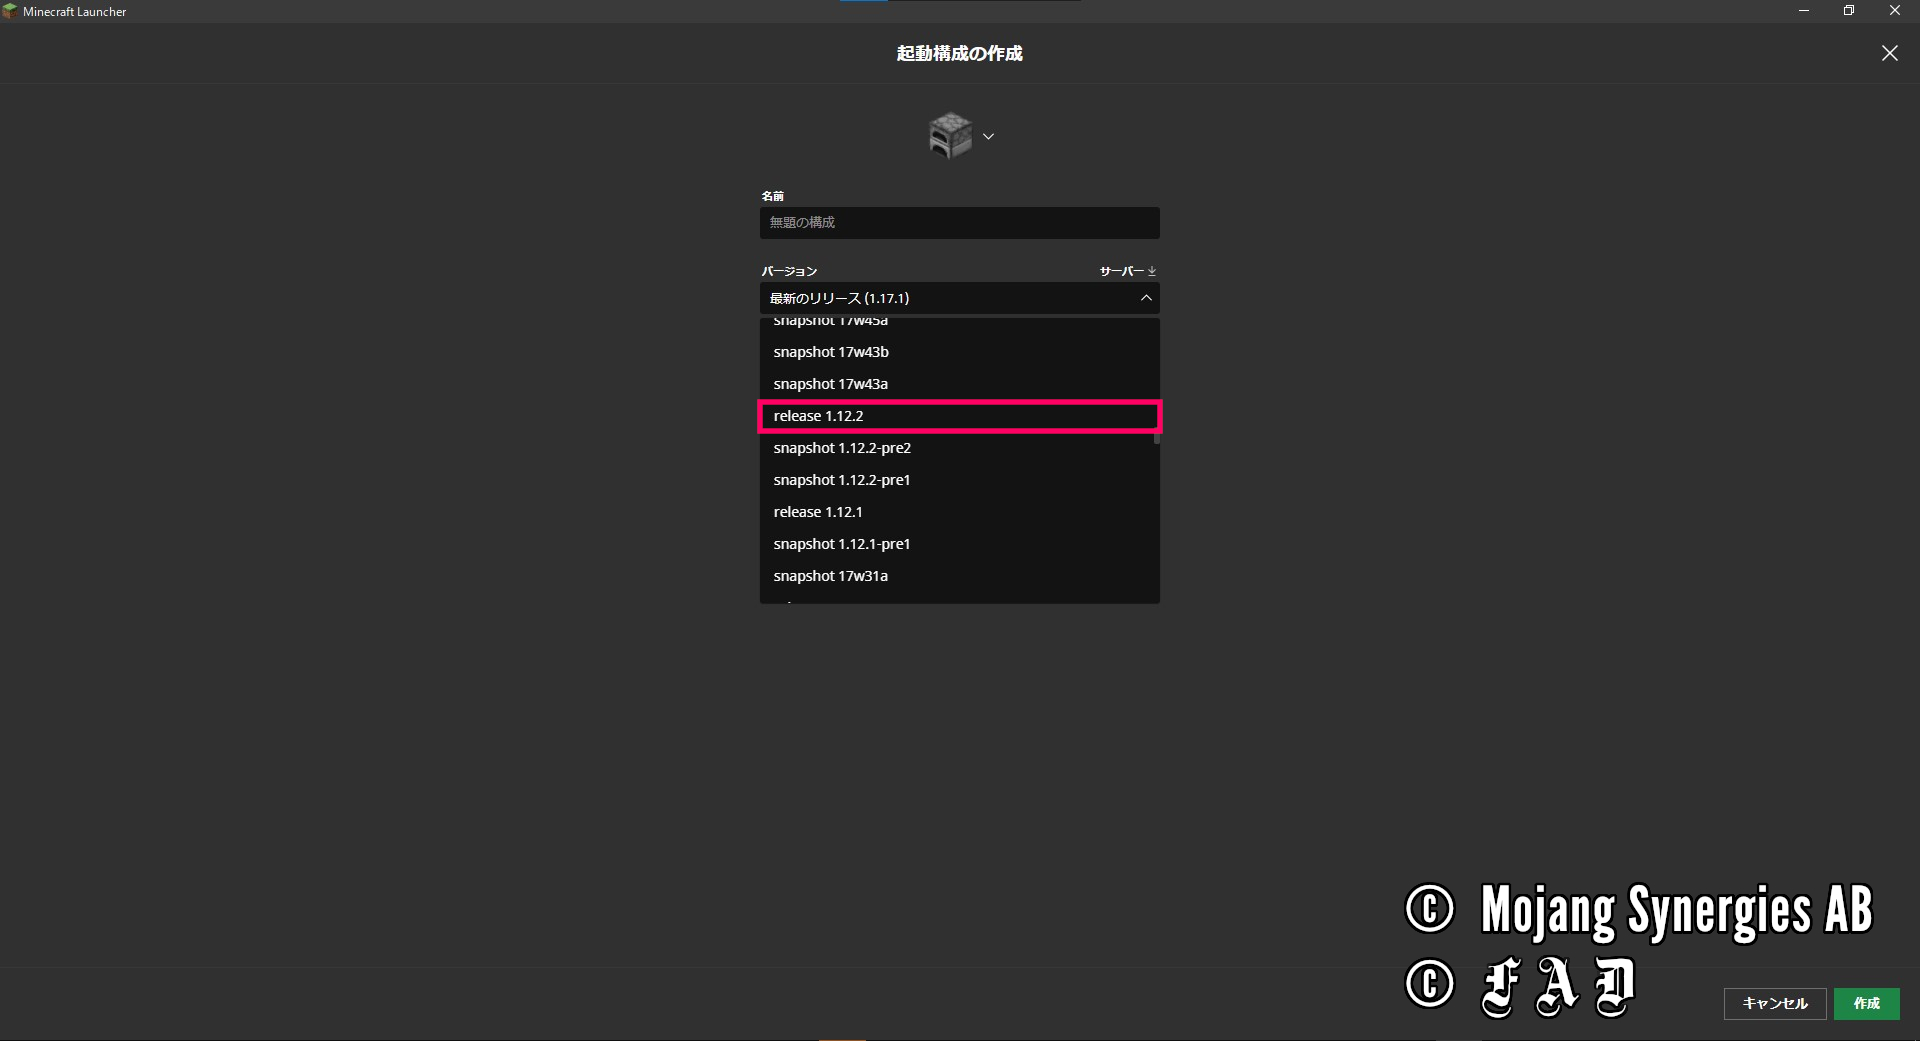 Minecraft Launcher
起動構成の作成
名前
無題の構成
バージョン
サーバー
最新のリリース (1.17.1)
snapshot 17w45a
snapshot 17w43b
snapshot 17w43a
release 1.12.2
snapshot 1.12.2-pre2
snapshot 1.12.2-pre1
release 1.12.1
snapshot 1.12.1-pre1
snapshot 17w31a
© Mojang Synergies AB
© FAD
キャンセル
作成